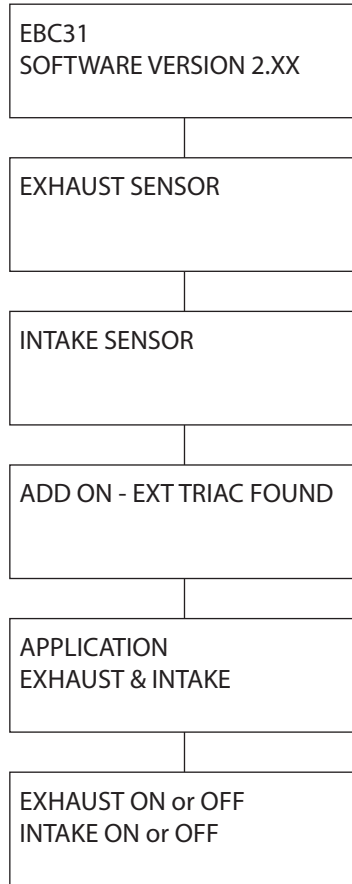 EBC31
SOFTWARE VERSION 2.XX
EXHAUST SENSOR
INTAKE SENSOR
ADD ON - EXT TRIAC FOUND
APPLICATION
EXHAUST & INTAKE
EXHAUST ON or OFF
INTAKE ON or OFF